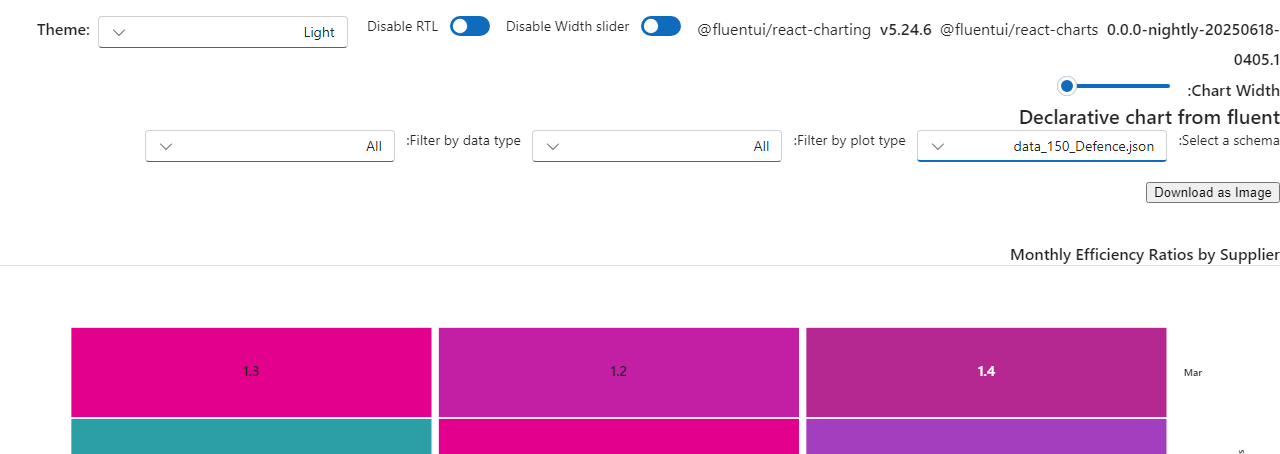 Theme: Light Disable RTL Disable Width slider @fluentui/react-charting v5.24.6 @fluentui/react-charts 0.0.0-nightly-20250618-
0405.1
:Chart Width
Declarative chart from fluent
:Select a schema data_150_Defence.json :Filter by plot type All :Filter by data type All
Download as Image
Monthly Efficiency Ratios by Supplier
1.3 1.2 1.4 Mar